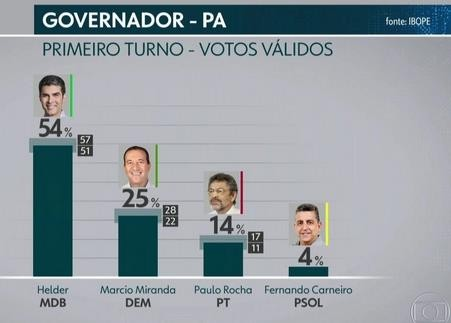 GOVERNADOR - PA
fonte: IBOPE
PRIMEIRO TURNO - VOTOS VÁLIDOS
54%
57
51
25%
28
22
14%
17
11
4%
Helder
MDB
Marcio Miranda
DEM
Paulo Rocha
PT
Fernando Carneiro
PSOL